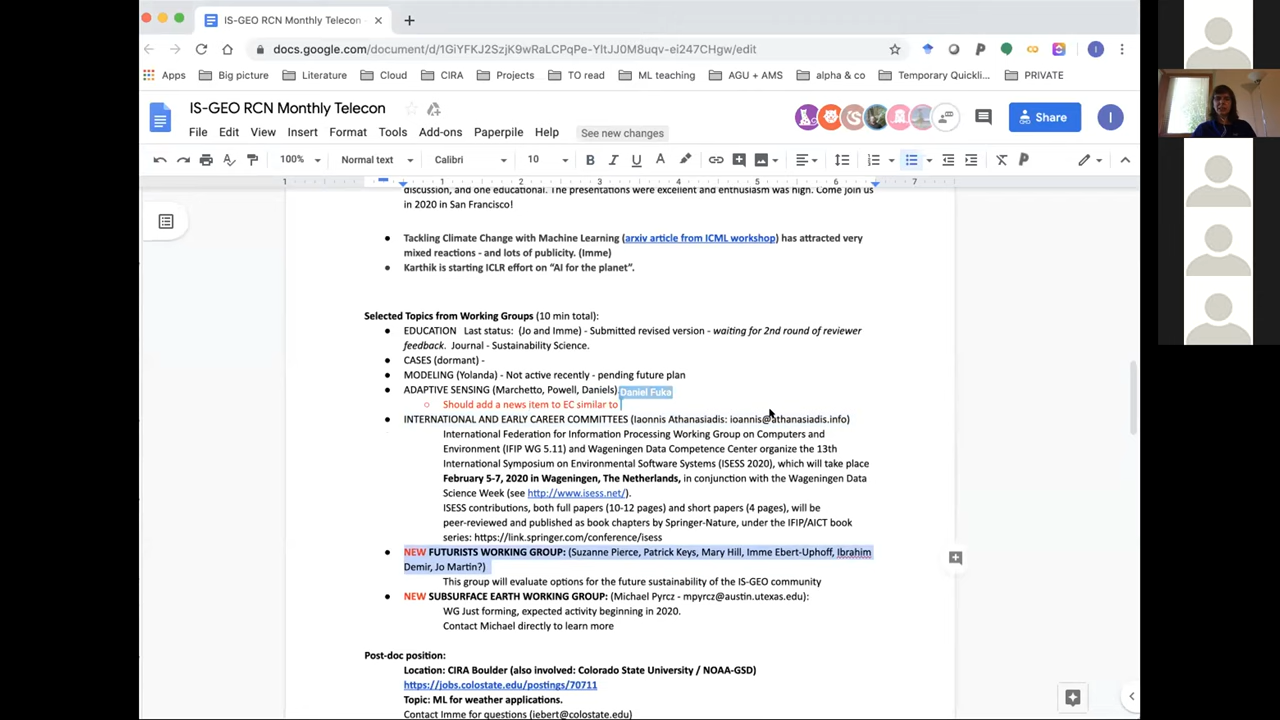 IS-GEO RCN Monthly Telecon
docs.google.com/document/d/1GiYFKJ2SzjK9wRaLCPqPe-YltJJ0M8uqv-ei247CHgw/edit
I
Apps Big picture Literature Cloud CIRA Projects TO read ML teaching AGU + AMS alpha & co Temporary Quickli... PRIVATE
IS-GEO RCN Monthly Telecon
File Edit View Insert Format Tools Add-ons Paperpile Help See new changes
Share
I
100% Normal text Calibri 10 B I U A
1 1 2 3 4 5 6 7
discussion, and one educational. The presentations were excellent and enthusiasm was high. Come join us
in 2020 in San Francisco!
● Tackling Climate Change with Machine Learning (arxiv article from ICML workshop) has attracted very
mixed reactions - and lots of publicity. (Imme)
● Karthik is starting ICLR effort on “AI for the planet”.
Selected Topics from Working Groups (10 min total):
● EDUCATION Last status: (Jo and Imme) - Submitted revised version - waiting for 2nd round of reviewer
feedback. Journal - Sustainability Science.
● CASES (dormant) -
● MODELING (Yolanda) - Not active recently - pending future plan
● ADAPTIVE SENSING (Marchetto, Powell, Daniels)
Daniel Fuka
○ Should add a news item to EC similar to
● INTERNATIONAL AND EARLY CAREER COMMITTEES (Iaonnis Athanasiadis: ioannis@athanasiadis.info)
International Federation for Information Processing Working Group on Computers and
Environment (IFIP WG 5.11) and Wageningen Data Competence Center organize the 13th
International Symposium on Environmental Software Systems (ISESS 2020), which will take place
February 5-7, 2020 in Wageningen, The Netherlands, in conjunction with the Wageningen Data
Science Week (see http://www.isess.net/).
ISESS contributions, both full papers (10-12 pages) and short papers (4 pages), will be
peer-reviewed and published as book chapters by Springer-Nature, under the IFIP/AICT book
series: https://link.springer.com/conference/isess
● NEW FUTURISTS WORKING GROUP: (Suzanne Pierce, Patrick Keys, Mary Hill, Imme Ebert-Uphoff, Ibrahim
Demir, Jo Martin?)
This group will evaluate options for the future sustainability of the IS-GEO community
● NEW SUBSURFACE EARTH WORKING GROUP: (Michael Pyrcz - mpyrcz@austin.utexas.edu):
WG Just forming, expected activity beginning in 2020.
Contact Michael directly to learn more
Post-doc position:
Location: CIRA Boulder (also involved: Colorado State University / NOAA-GSD)
https://jobs.colostate.edu/postings/70711
Topic: ML for weather applications.
Contact Imme for questions (iebert@colostate.edu)